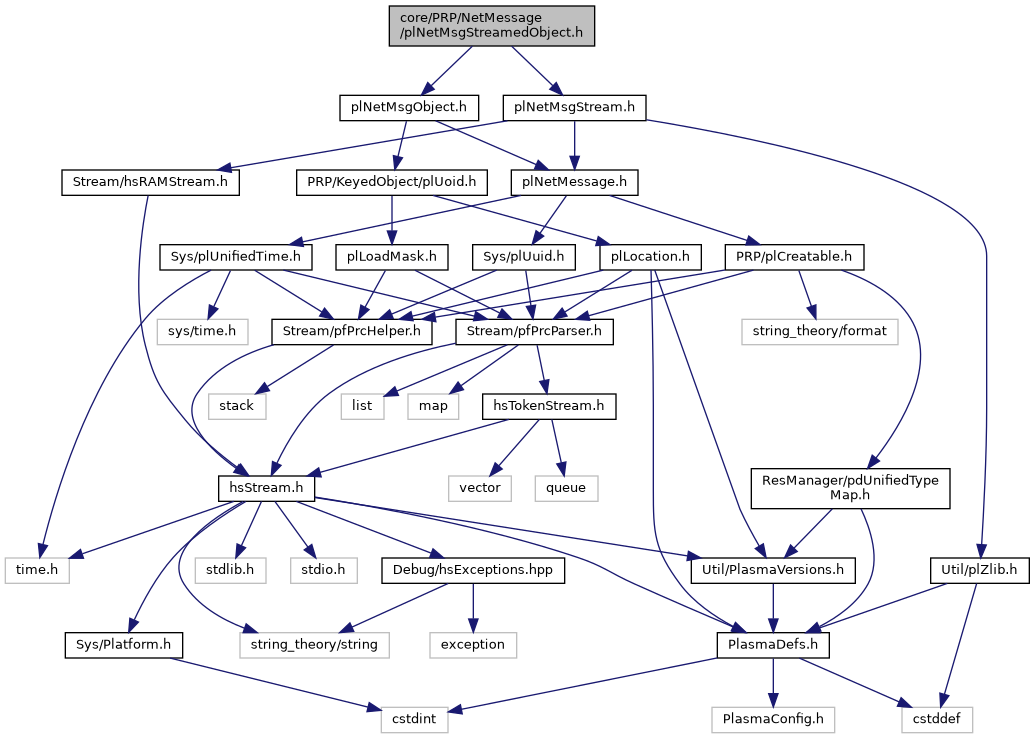 core/PRP/NetMessage
/plNetMsgStreamedObject.h
plNetMsgObject.h
plNetMsgStream.h
Stream/hsRAMStream.h
PRP/KeyedObject/plUoid.h
plNetMessage.h
Sys/plUnifiedTime.h
plLoadMask.h
Sys/plUuid.h
plLocation.h
PRP/plCreatable.h
sys/time.h
Stream/pfPrcHelper.h
Stream/pfPrcParser.h
string_theory/format
stack
list
map
hsTokenStream.h
hsStream.h
vector
queue
ResManager/pdUnifiedType
Map.h
time.h
stdlib.h
stdio.h
Debug/hsExceptions.hpp
Util/PlasmaVersions.h
Util/plZlib.h
Sys/Platform.h
string_theory/string
exception
PlasmaDefs.h
cstdint
PlasmaConfig.h
cstddef